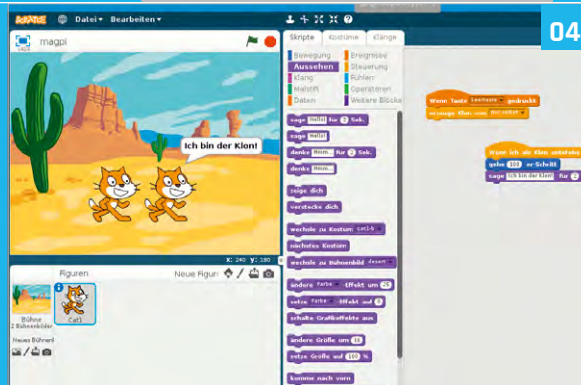 SCRATCH Datei Bearbeiten
04
magpi
Skripte Kostüme Klänge
Bewegung Ereignisse
Aussehen Steuerung
Klang Fühlen
Malstift Operatoren
Daten Weitere Blöcke
sage Hello! für 2 Sek.
sage Hello!
denke Hmm... für 2 Sek.
denke Hmm...
zeige dich
verstecke dich
wechsle zu Kostüm cat1-b
nächstes Kostüm
wechsle zu Bühnenbild desert
ändere Farbe Effekt um 25
setze Farbe Effekt auf 0
schalte Grafikeffekte aus
ändere Größe um 10
setze Größe auf 100 %
komme nach vorn
Wenn Taste Leertaste gedrückt
erzeuge Klon von mir selbst
Wenn ich als Klon entstehe
gehe 100 er-Schritt
sage Ich bin der Klon! für 2
Ich bin der Klon!
X: 240 Y: 180
Figuren Neue Figur:
Bühne
2 Bühnenbilder
Cat1
Neues Bühnenbi